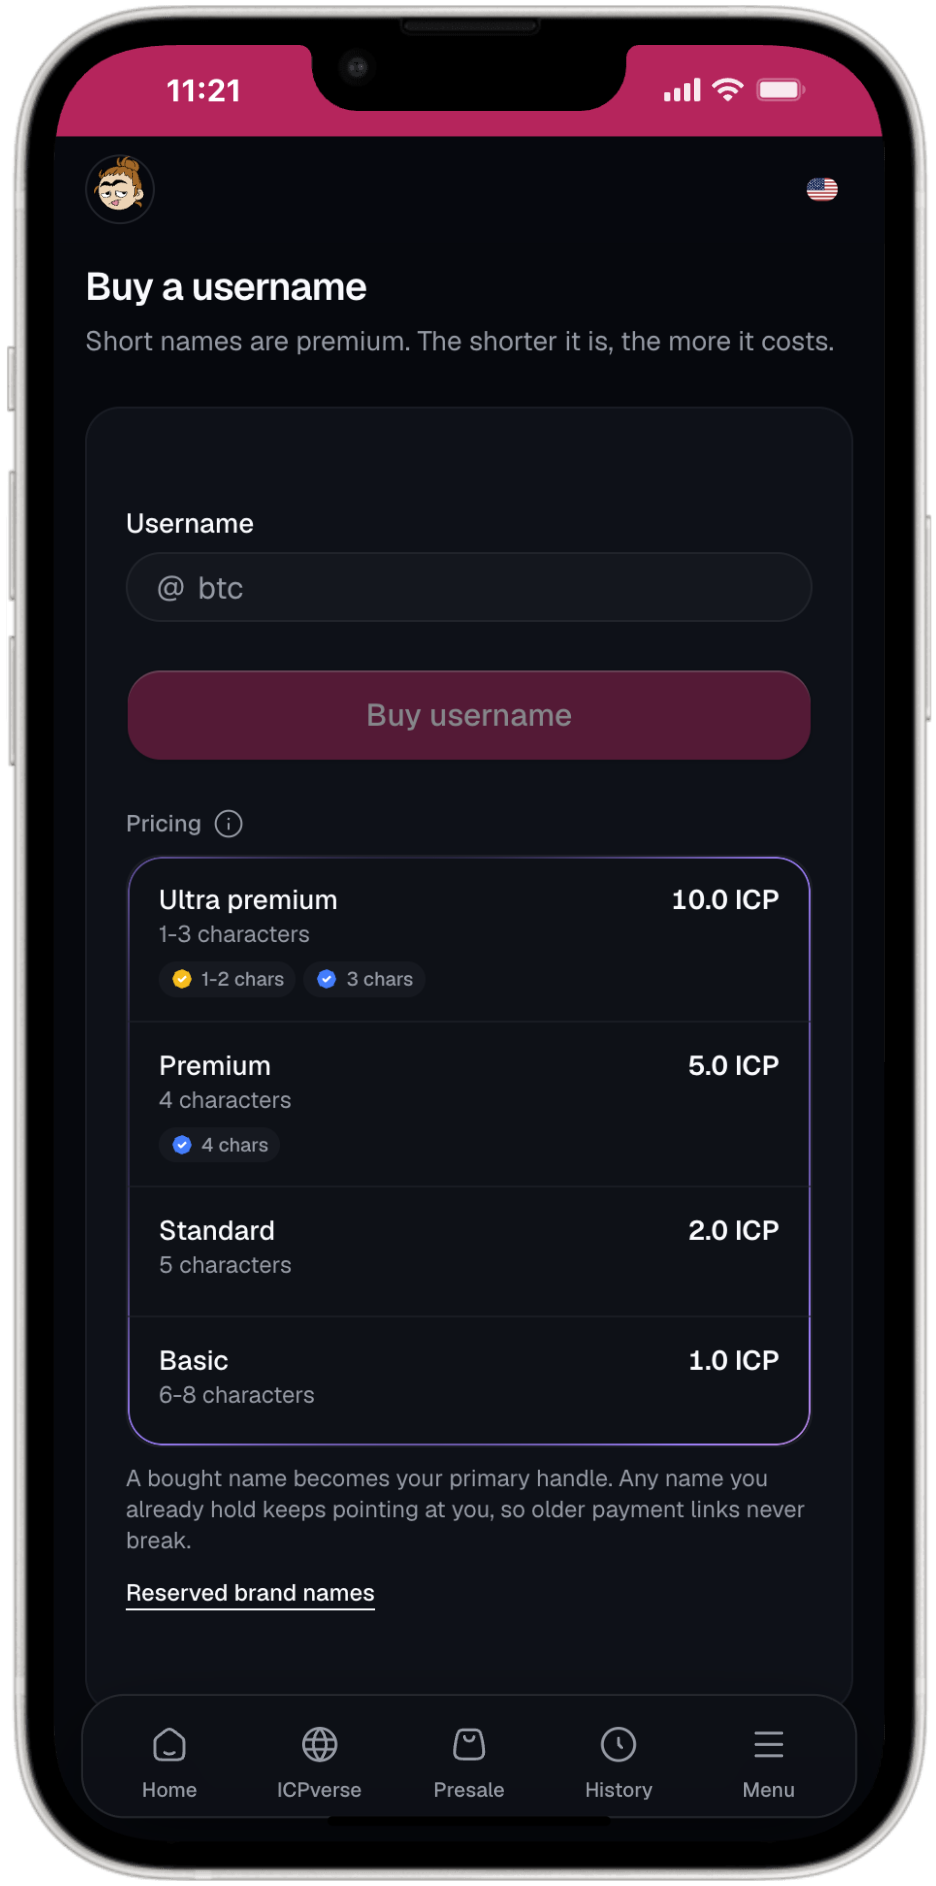 11:21
Buy a username
Short names are premium. The shorter it is, the more it costs.
Username
@ btc
Buy username
Pricing
Ultra premium 10.0 ICP
1-3 characters
1-2 chars 3 chars
Premium 5.0 ICP
4 characters
4 chars
Standard 2.0 ICP
5 characters
Basic 1.0 ICP
6-8 characters
A bought name becomes your primary handle. Any name you
already hold keeps pointing at you, so older payment links never
break.
Reserved brand names
Home ICPverse Presale History Menu